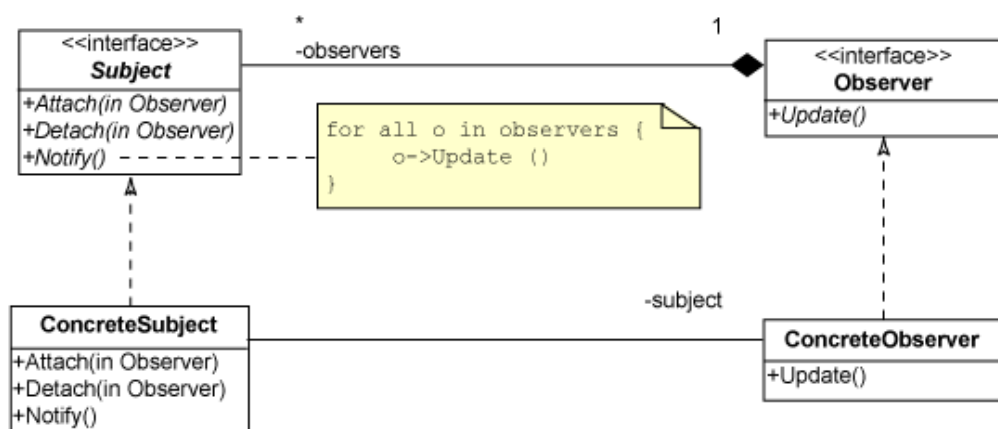 <<interface>>
Subject
+Attach(in Observer)
+Detach(in Observer)
+Notify()
*
-observers
1
<<interface>>
Observer
+Update()
for all o in observers {
o->Update ()
}
ConcreteSubject
+Attach(in Observer)
+Detach(in Observer)
+Notify()
-subject
ConcreteObserver
+Update()